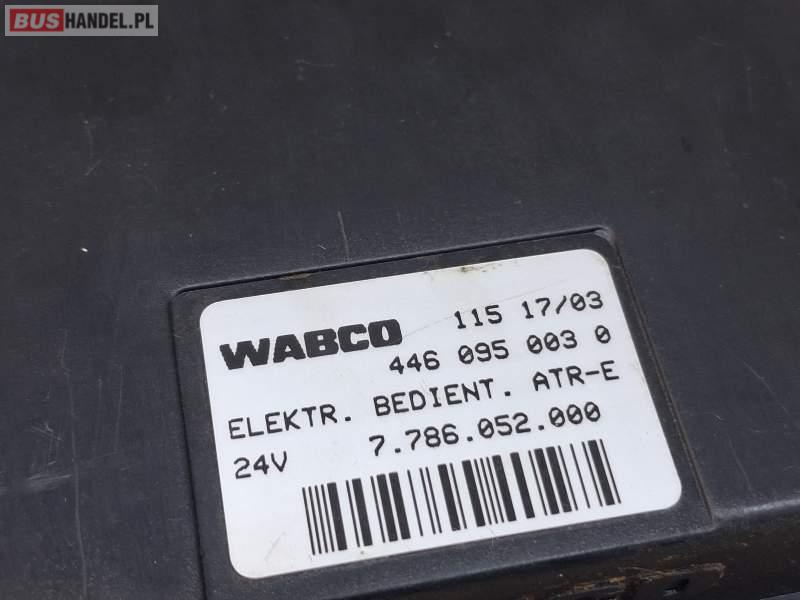 BUSHANDEL.PL
WABCO 115 17/03
446 095 003 0
ELEKTR. BEDIENT. ATR-E
24V 7.786.052.000